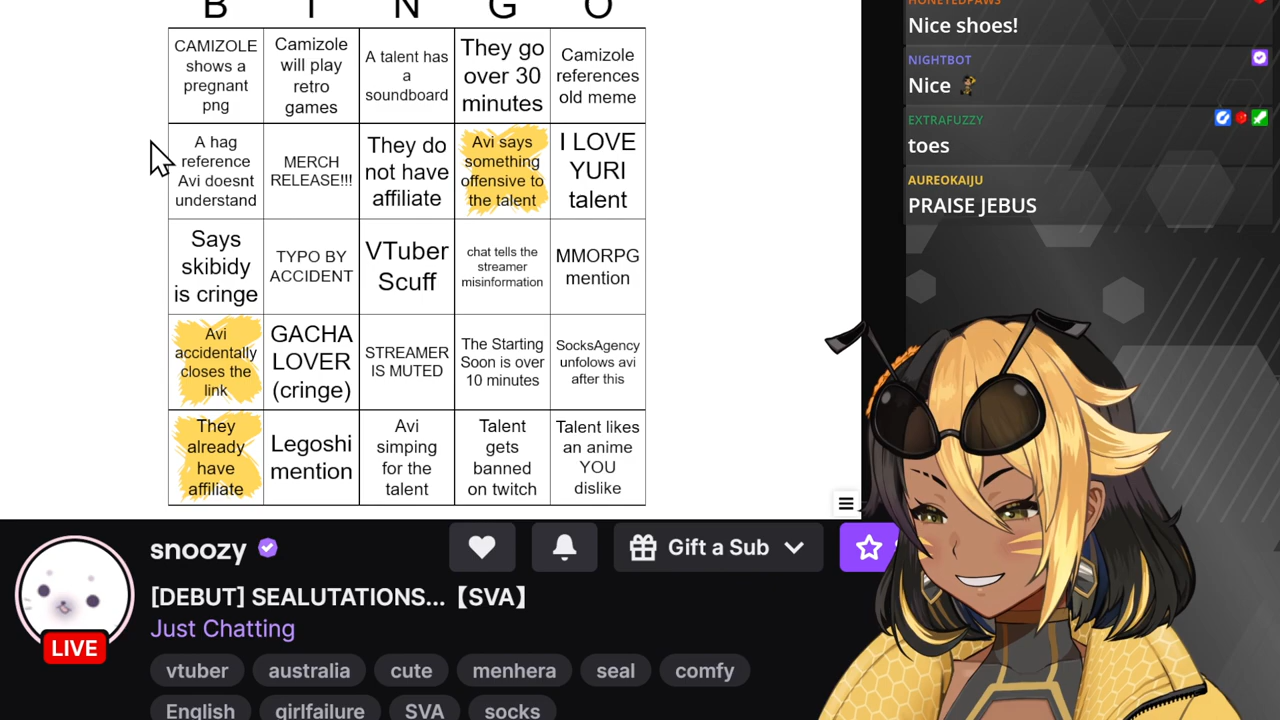 B I N G O
CAMIZOLE
shows a
pregnant
png
Camizole
will play
retro
games
A talent has
a
soundboard
They go
over 30
minutes
Camizole
references
old meme
A hag
reference
Avi doesnt
understand
MERCH
RELEASE!!!
They do
not have
affiliate
Avi says
something
offensive to
the talent
I LOVE
YURI
talent
Says
skibidy
is cringe
TYPO BY
ACCIDENT
VTuber
Scuff
chat tells the
streamer
misinformation
MMORPG
mention
Avi
accidentally
closes the
link
GACHA
LOVER
(cringe)
STREAMER
IS MUTED
The Starting
Soon is over
10 minutes
SocksAgency
unfolows avi
after this
They
already
have
affiliate
Legoshi
mention
Avi
simping
for the
talent
Talent
gets
banned
on twitch
Talent likes
an anime
YOU
dislike
HONEYEDPAWS
Nice shoes!
NIGHTBOT
Nice
EXTRAFUZZY
toes
AUREOKAIJU
PRAISE JEBUS
snoozy
Gift a Sub
[DEBUT] SEALUTATIONS...【SVA】
Just Chatting
LIVE
vtuber australia cute menhera seal comfy
English girlfailure SVA socks